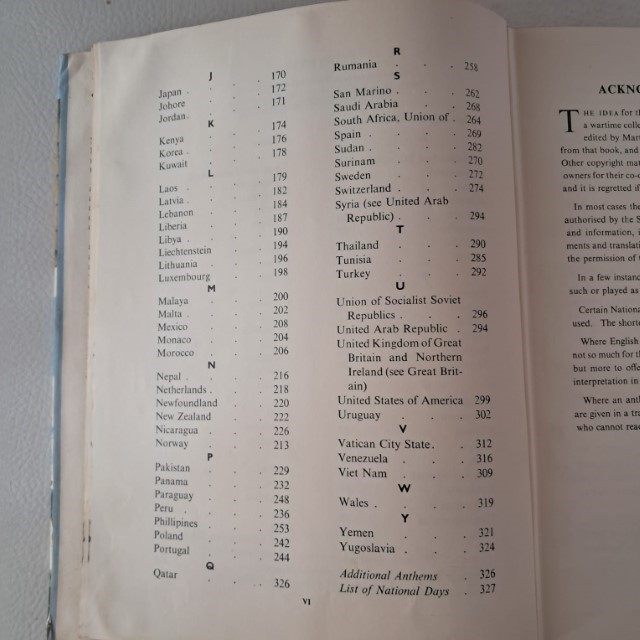 J
Japan . . . 170
Johore . . . 172
Jordan . . . 171
K
Kenya . . . 174
Korea . . . 176
Kuwait . . . 178
L
Laos . . . 179
Latvia . . . 182
Lebanon . . . 184
Liberia . . . 187
Libya . . . 190
Liechtenstein . . 194
Lithuania . . . 196
Luxembourg . . 198
M
Malaya . . . 200
Malta . . . 202
Mexico . . . 208
Monaco . . . 204
Morocco . . . 206
N
Nepal . . . 216
Netherlands . . . 218
Newfoundland . . 220
New Zealand . . 222
Nicaragua . . . 226
Norway . . . 213
P
Pakistan . . . 229
Panama . . . 232
Paraguay . . . 248
Peru . . . 236
Phillipines . . . 253
Poland . . . 242
Portugal . . . 244
Q
Qatar . . . 326
R
Rumania . . . 258
S
San Marino . . . 262
Saudi Arabia . . 268
South Africa, Union of . 264
Spain . . . 269
Sudan . . . 282
Surinam . . . 270
Sweden . . . 272
Switzerland . . . 274
Syria (see United Arab
Republic) . . . 294
T
Thailand . . . 290
Tunisia . . . 285
Turkey . . . 292
U
Union of Socialist Soviet
Republics . . . 296
United Arab Republic . 294
United Kingdom of Great
Britain and Northern
Ireland (see Great Brit-
ain)
United States of America 299
Uruguay . . . 302
V
Vatican City State . . 312
Venezuela . . . 316
Viet Nam . . . 309
W
Wales . . . 319
Y
Yemen . . . 321
Yugoslavia . . . 324
Additional Anthems . 326
List of National Days . 327
VI
ACKNO
THE IDEA for th
a wartime colle
edited by Mar
from that book, and
Other copyright mat
owners for their co-o
and it is regretted if
In most cases the
authorised by the S
and information, i
ments and translati
the permission of
In a few instanc
such or played as
Certain Nationa
used. The shorte
Where English
not so much for th
but more to offe
interpretation in
Where an anth
are given in a tra
who cannot read